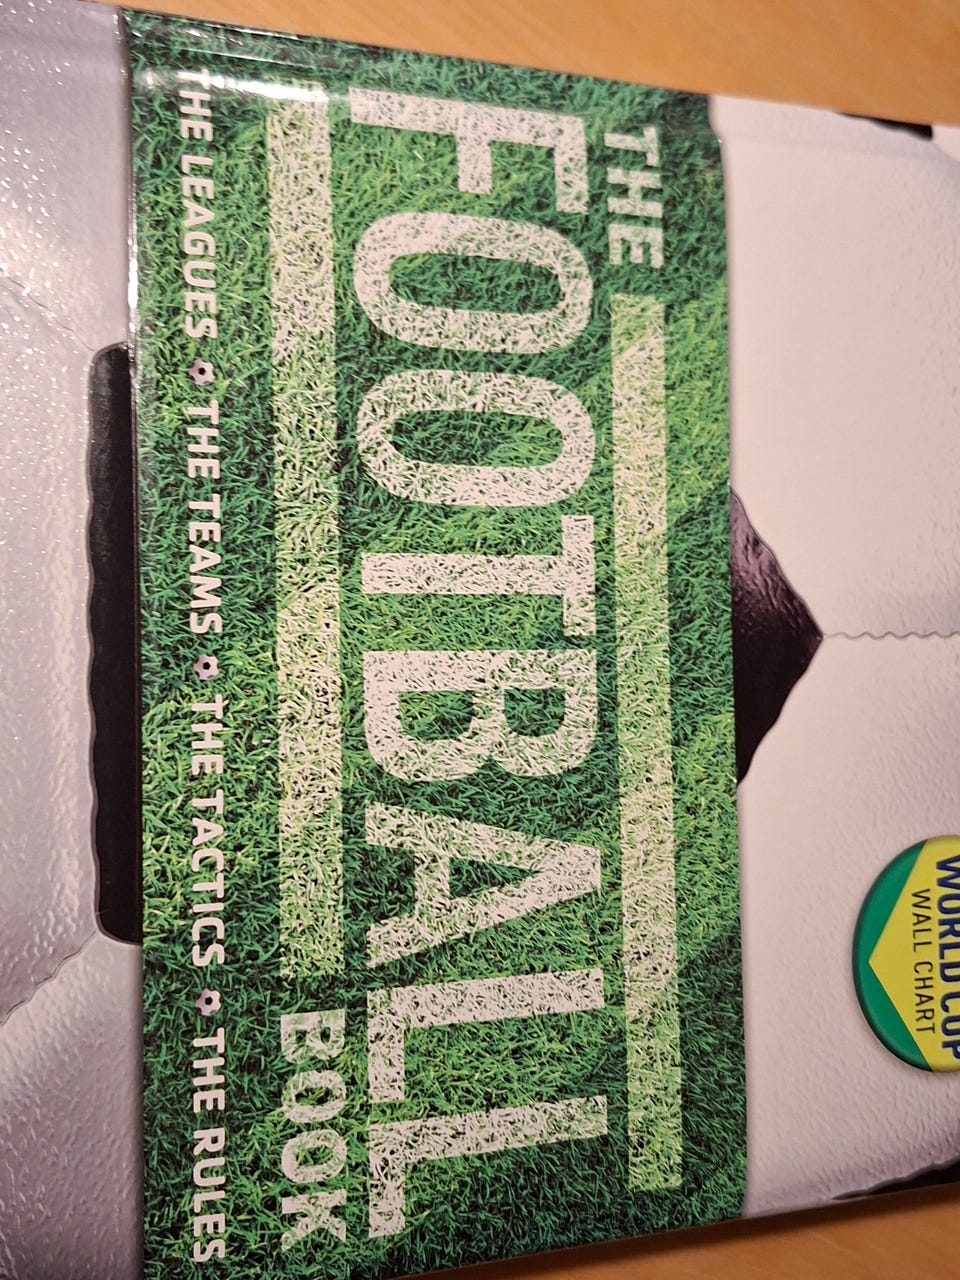 WORLD CUP
WALL CHART
THE
FOOTBALL
BOOK
THE LEAGUES ⚽ THE TEAMS ⚽ THE TACTICS ⚽ THE RULES